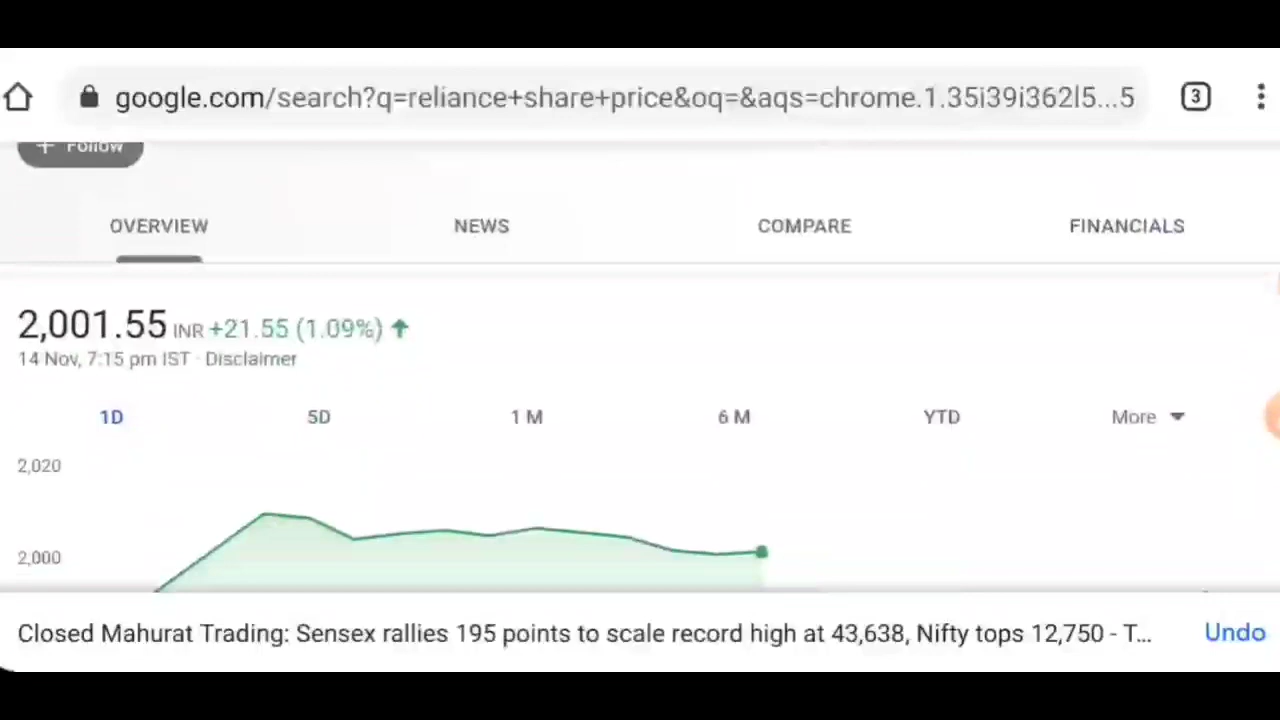 google.com/search?q=reliance+share+price&oq=&aqs=chrome.1.35i39i362l5...5
3
+ Follow
OVERVIEW NEWS COMPARE FINANCIALS
2,001.55 INR +21.55 (1.09%) ↑
14 Nov, 7:15 pm IST · Disclaimer
1D 5D 1 M 6 M YTD More
2,020
2,000
Closed Mahurat Trading: Sensex rallies 195 points to scale record high at 43,638, Nifty tops 12,750 - T... Undo